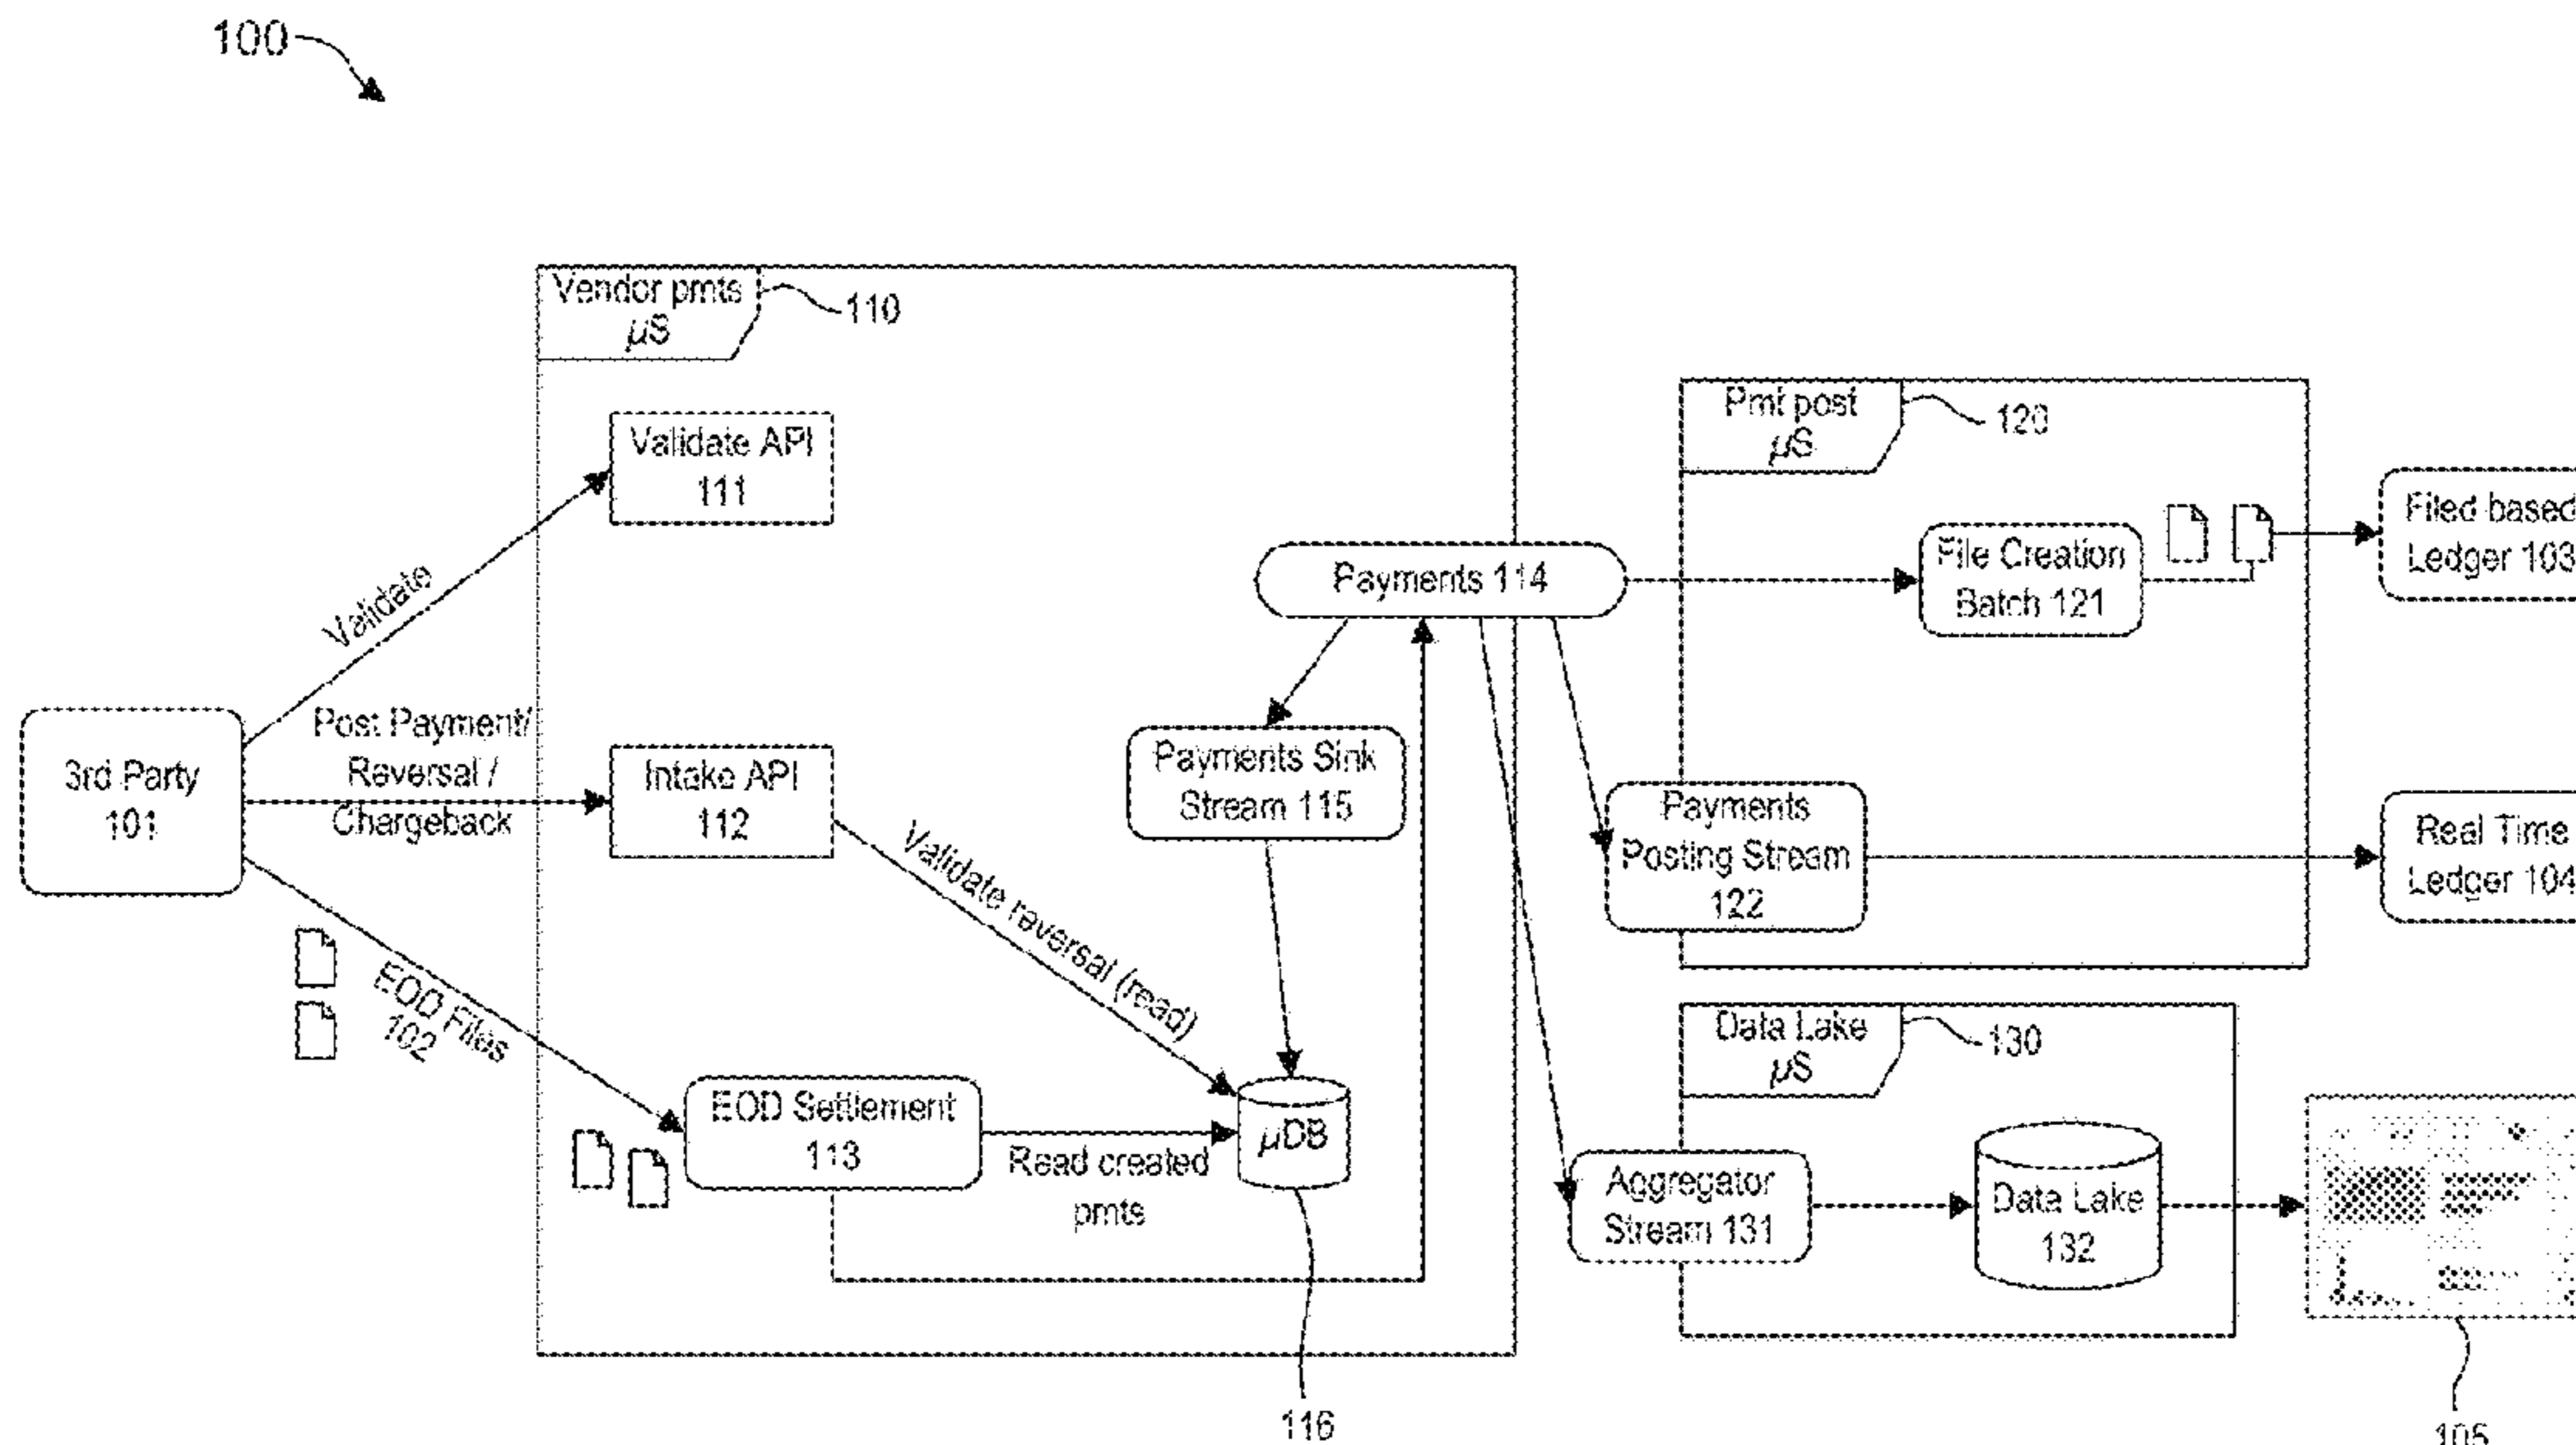 100
Vendor pmts
µS
110
Validate API
111
Validate
3rd Party
101
Post Payment/
Reversal /
Chargeback
Intake API
112
EOD Files
102
EOD Settlement
113
Validate reversal (read)
Read created
pmts
Payments 114
Payments Sink
Stream 115
µDB
116
Pmt post
µS
120
File Creation
Batch 121
Filed based
Ledger 103
Payments
Posting Stream
122
Real Time
Ledger 104
Data Lake
µS
130
Aggregator
Stream 131
Data Lake
132
105